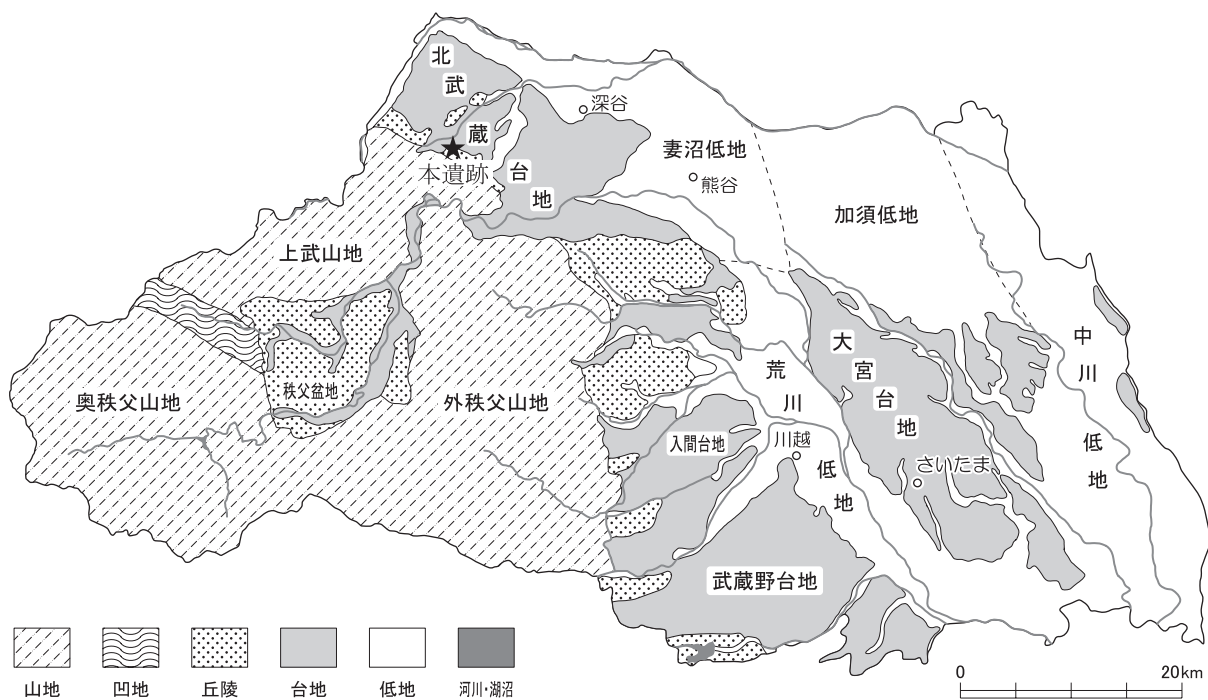 北武蔵台地
深谷
妻沼低地
熊谷
加須低地
本遺跡
上武山地
秩父盆地
奥秩父山地
外秩父山地
荒川低地
大宮台地
中川低地
入間台地
川越
さいたま
武蔵野台地
山地
凹地
丘陵
台地
低地
河川・湖沼
0
20km